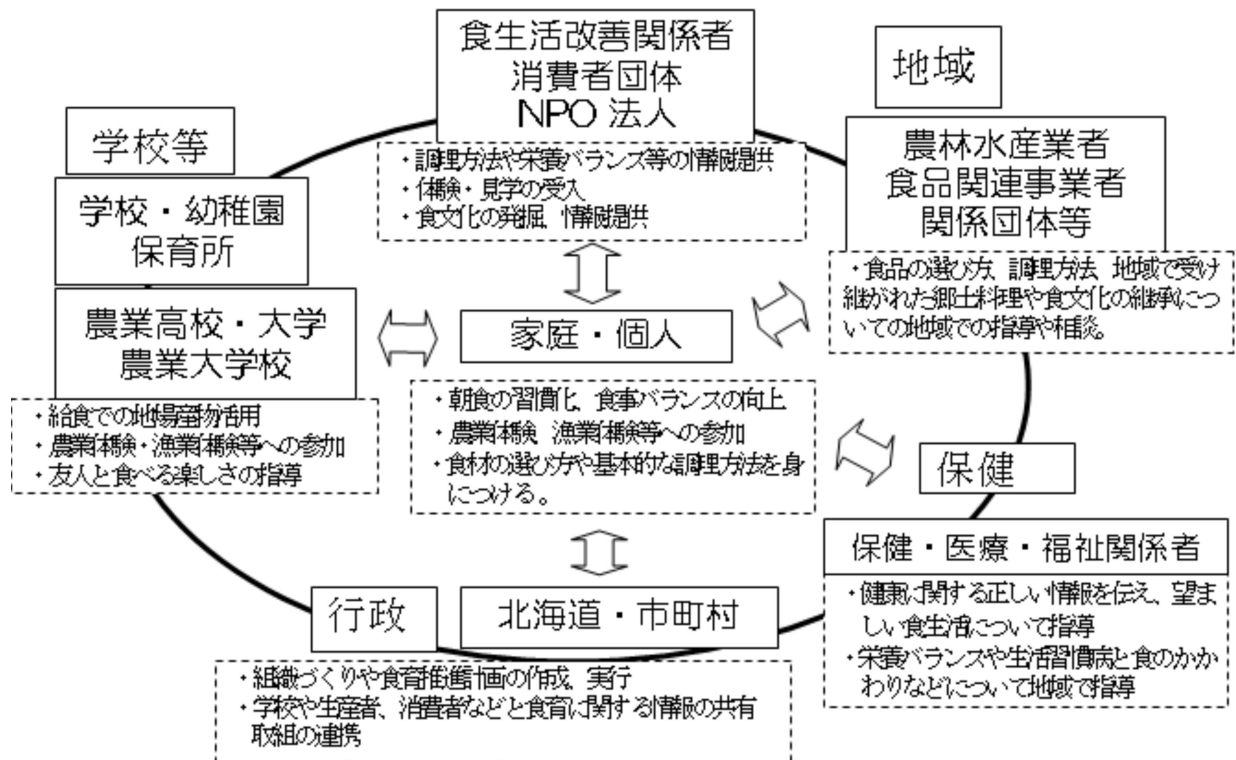 食生活改善関係者
消費者団体
NPO 法人
・調理方法や栄養バランス等の情報提供
・体験・見学の受入
・食文化の発掘、情報提供
地域
農林水産業者
食品関連事業者
関係団体等
・食品の選び方、調理方法、地域で受け
継がれた郷土料理や食文化の継承につ
いての地域での指導や相談。
学校等
学校・幼稚園
保育所
農業高校・大学
農業大学校
・給食での地場産物活用
・農業体験・漁業体験等への参加
・友人と食べる楽しさの指導
家庭・個人
・朝食の習慣化、食事バランスの向上
・農業体験、漁業体験等への参加
・食材の選び方や基本的な調理方法を身
につける。
保健
保健・医療・福祉関係者
・健康に関する正しい情報を伝え、望ま
しい食生活について指導
・栄養バランスや生活習慣病と食のかか
わりなどについて地域で指導
行政
北海道・市町村
・組織づくりや食育推進計画の作成、実行
・学校や生産者、消費者などと食育に関する情報の共有
取組の連携